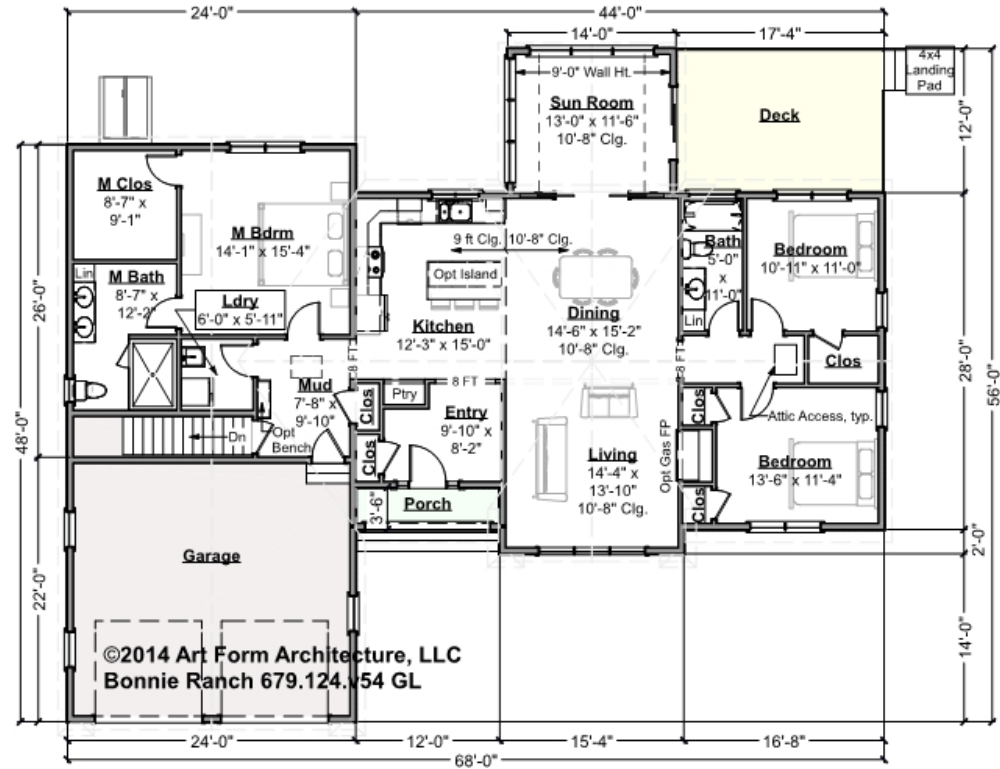 24'-0"
44'-0"
14'-0"
17'-4"
4x4
Landing
Pad
9'-0" Wall Ht.
Sun Room
13'-0" x 11'-6"
10'-8" Clg.
Deck
12'-0"
M Clos
8'-7" x
9'-1"
M Bdrm
14'-1" x 15'-4"
9 ft Clg.
10'-8" Clg.
Bath
5'-0"
x
11'-0"
Bedroom
10'-11" x 11'-0"
Lin
M Bath
8'-7" x
12'-2"
Opt Island
Ldry
6'-0" x 5'-11"
Kitchen
12'-3" x 15'-0"
Dining
14'-6" x 15'-2"
10'-8" Clg.
Lin
26'-0"
8 FT
8 FT
Clos
28'-0"
56'-0"
48'-0"
Mud
7'-8" x
9'-10"
Clos
Ptry
8 FT
Entry
9'-10" x
8'-2"
Clos
Attic Access, typ.
Dn
Opt
Bench
Clos
Living
14'-4" x
13'-10"
10'-8" Clg.
Opt Gas FP
Bedroom
13'-6" x 11'-4"
Clos
3'-6"
Porch
Garage
2'-0"
22'-0"
14'-0"
©2014 Art Form Architecture, LLC
Bonnie Ranch 679.124.v54 GL
24'-0"
12'-0"
15'-4"
16'-8"
68'-0"